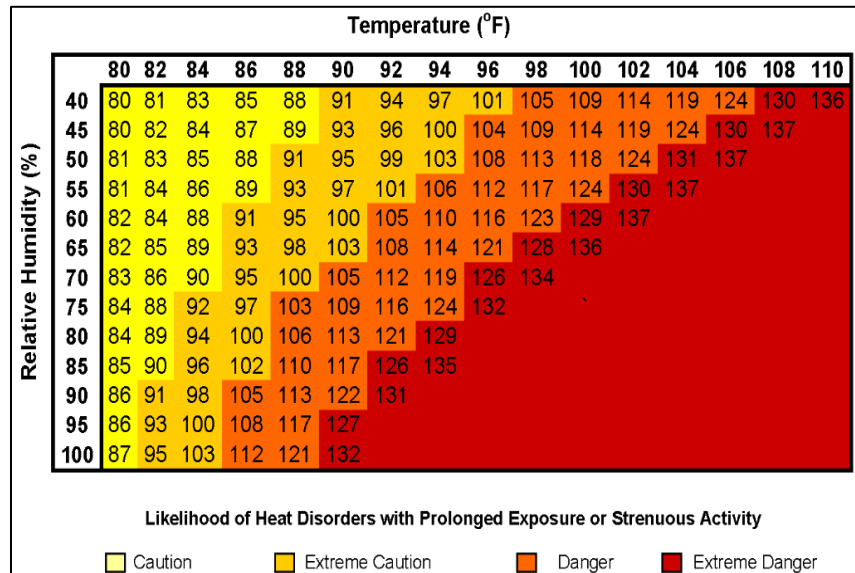 Temperature (°F)
80 82 84 86 88 90 92 94 96 98 100 102 104 106 108 110
Relative Humidity (%)
40 80 81 83 85 88 91 94 97 101 105 109 114 119 124 130 136
45 80 82 84 87 89 93 96 100 104 109 114 119 124 130 137
50 81 83 85 88 91 95 99 103 108 113 118 124 131 137
55 81 84 86 89 93 97 101 106 112 117 124 130 137
60 82 84 88 91 95 100 105 110 116 123 129 137
65 82 85 89 93 98 103 108 114 121 128 136
70 83 86 90 95 100 105 112 119 126 134
75 84 88 92 97 103 109 116 124 132
80 84 89 94 100 106 113 121 129
85 85 90 96 102 110 117 126 135
90 86 91 98 105 113 122 131
95 86 93 100 108 117 127
100 87 95 103 112 121 132
Likelihood of Heat Disorders with Prolonged Exposure or Strenuous Activity
Caution Extreme Caution Danger Extreme Danger